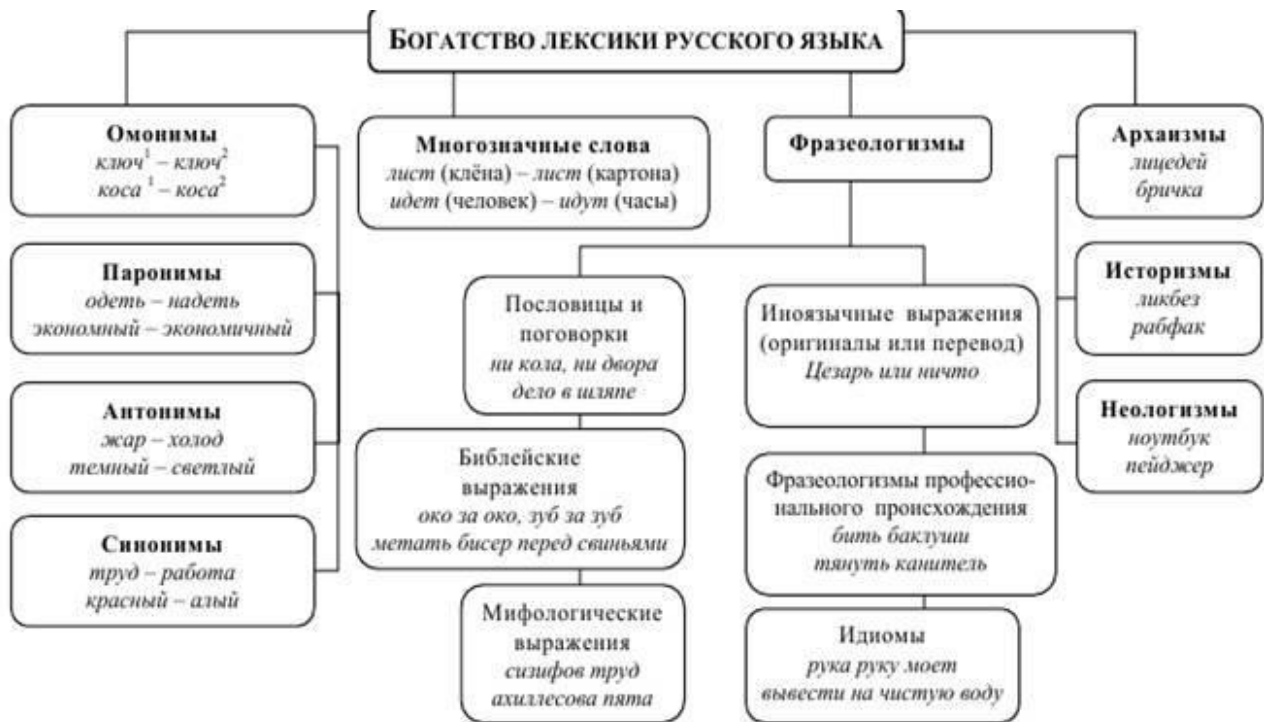 БОГАТСТВО ЛЕКСИКИ РУССКОГО ЯЗЫКА
Омонимы
ключ¹ – ключ²
коса ¹ – коса²
Паронимы
одеть – надеть
экономный – экономичный
Антонимы
жар – холод
темный – светлый
Синонимы
труд – работа
красный – алый
Многозначные слова
лист (клёна) – лист (картона)
идет (человек) – идут (часы)
Фразеологизмы
Пословицы и
поговорки
ни кола, ни двора
дело в шляпе
Библейские
выражения
око за око, зуб за зуб
метать бисер перед свиньями
Мифологические
выражения
сизифов труд
ахиллесова пята
Иноязычные выражения
(оригиналы или перевод)
Цезарь или ничто
Фразеологизмы профессио-
нального происхождения
бить баклуши
тянуть канитель
Идиомы
рука руку моет
вывести на чистую воду
Архаизмы
лицедей
бричка
Историзмы
ликбез
рабфак
Неологизмы
ноутбук
пейджер